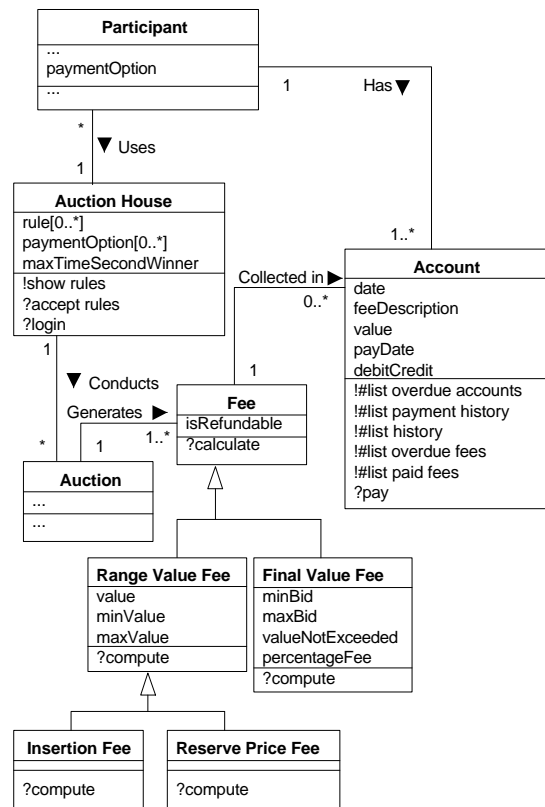 Participant
...
paymentOption
...
1
Has ▼
*
▼ Uses
1
Auction House
rule[0..*]
paymentOption[0..*]
maxTimeSecondWinner
!show rules
?accept rules
?login
1..*
Account
date
feeDescription
value
payDate
debitCredit
!#list overdue accounts
!#list payment history
!#list history
!#list overdue fees
!#list paid fees
?pay
Collected in ▶
0..*
1
1
▼ Conducts
Generates ▶
*
1
1..*
Fee
isRefundable
?calculate
Auction
...
...
Range Value Fee
value
minValue
maxValue
?compute
Final Value Fee
minBid
maxBid
valueNotExceeded
percentageFee
?compute
Insertion Fee
?compute
Reserve Price Fee
?compute